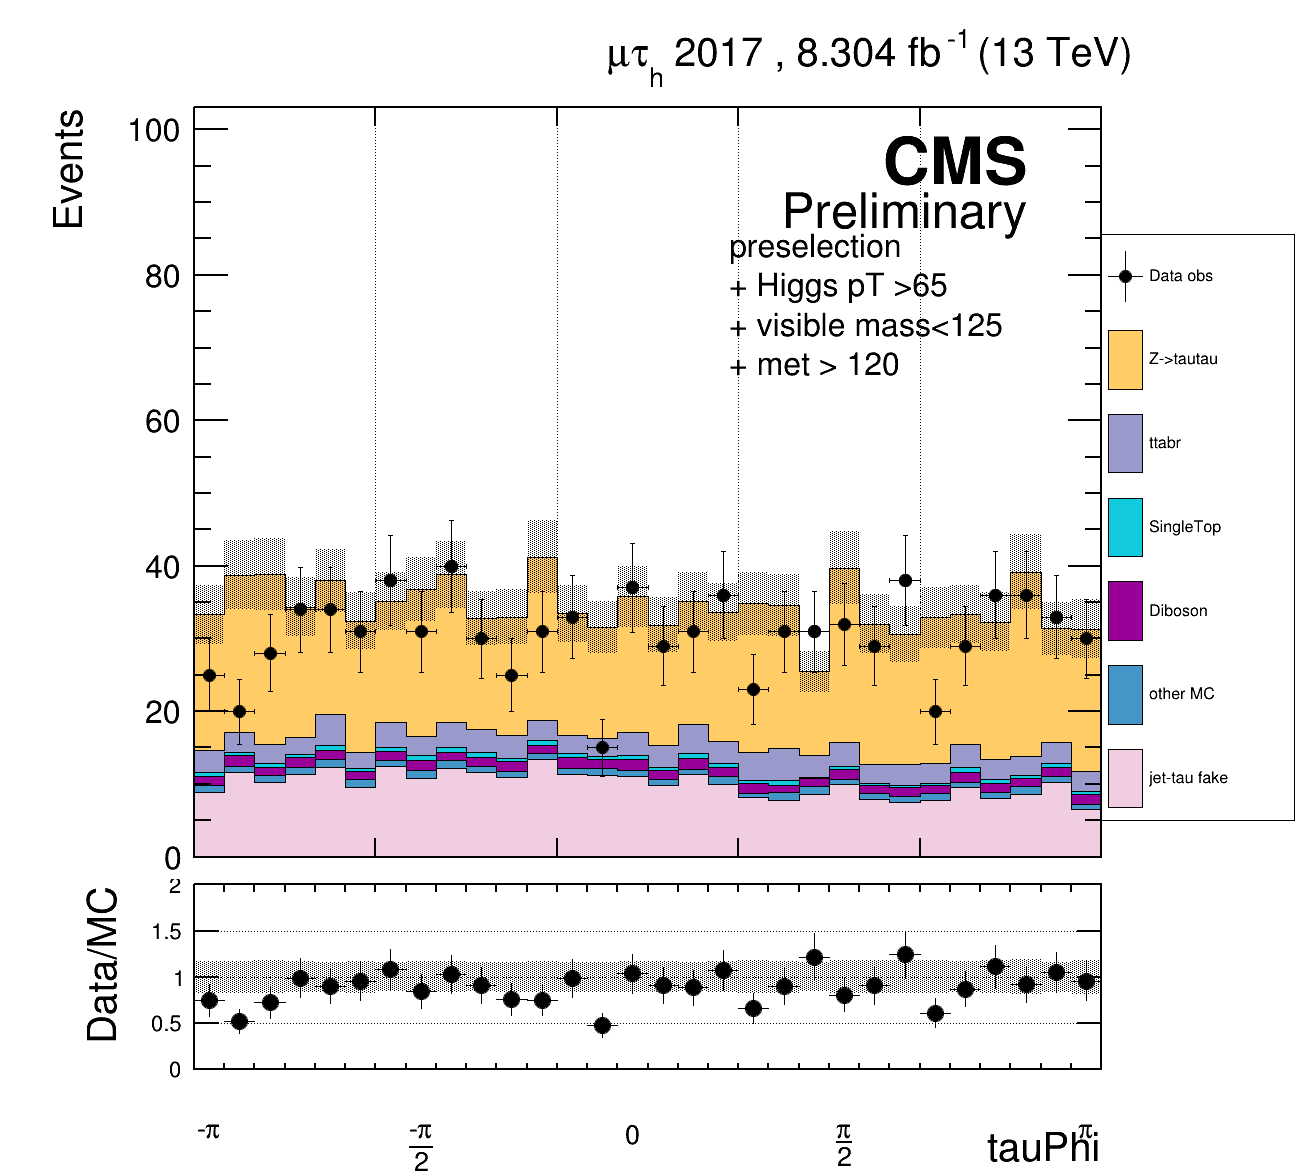 μτh 2017 , 8.304 fb-1 (13 TeV)
Events
100
80
60
40
20
0
CMS
Preliminary
preselection
+ Higgs pT >65
+ visible mass<125
+ met > 120
Data obs
Z->tautau
ttabr
SingleTop
Diboson
other MC
jet-tau fake
Data/MC
2
1.5
1
0.5
0
-π
-π/2
0
π/2
π
tauPhi